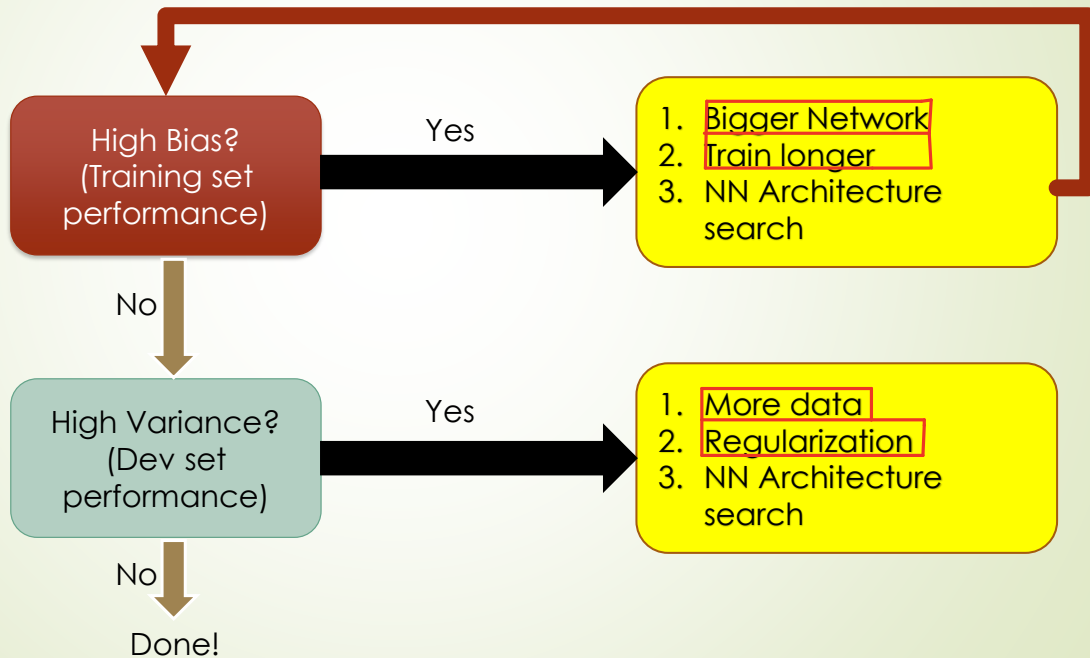 High Bias?
(Training set
performance)
Yes
1. Bigger Network
2. Train longer
3. NN Architecture
search
No
High Variance?
(Dev set
performance)
Yes
1. More data
2. Regularization
3. NN Architecture
search
No
Done!